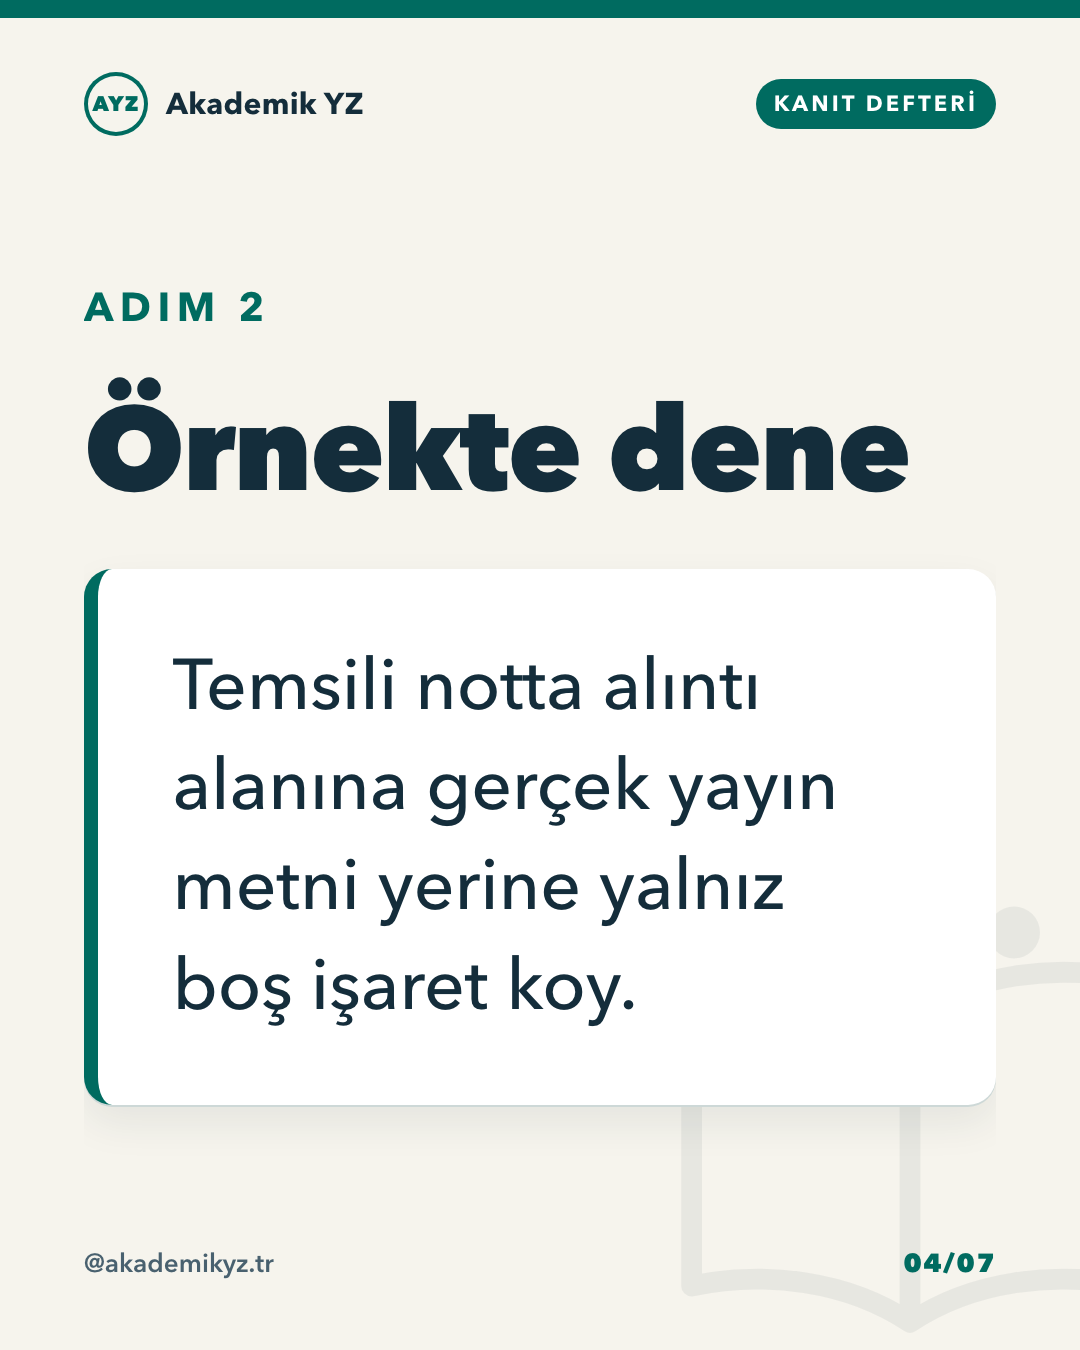 AYZ Akademik YZ
KANIT DEFTERİ
ADIM 2
Örnekte dene
Temsili notta alıntı
alanına gerçek yayın
metni yerine yalnız
boş işaret koy.
@akademikyz.tr
04/07